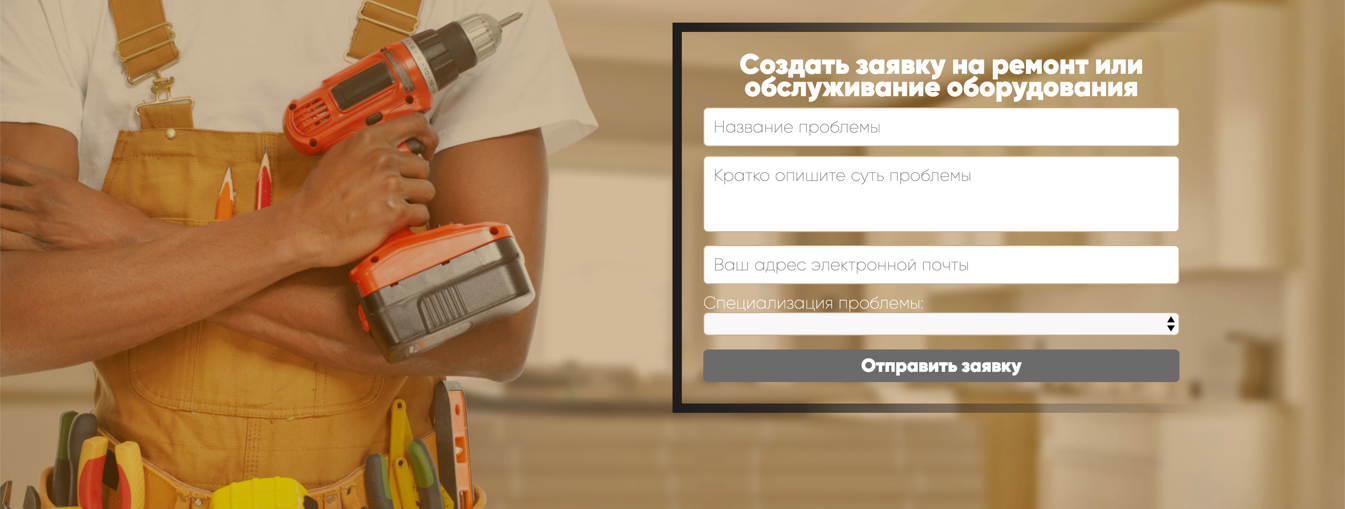 Создать заявку на ремонт или
обслуживание оборудования
Название проблемы
Кратко опишите суть проблемы
Ваш адрес электронной почты
Специализация проблемы:
Отправить заявку